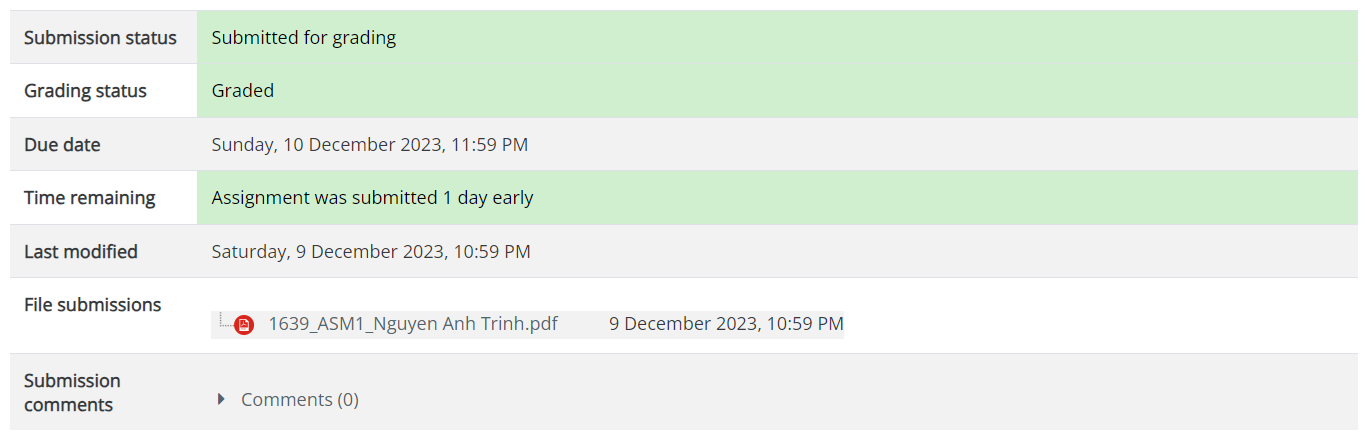 Submission status Submitted for grading
Grading status Graded
Due date Sunday, 10 December 2023, 11:59 PM
Time remaining Assignment was submitted 1 day early
Last modified Saturday, 9 December 2023, 10:59 PM
File submissions
1639_ASM1_Nguyen Anh Trinh.pdf 9 December 2023, 10:59 PM
Submission
comments
Comments (0)